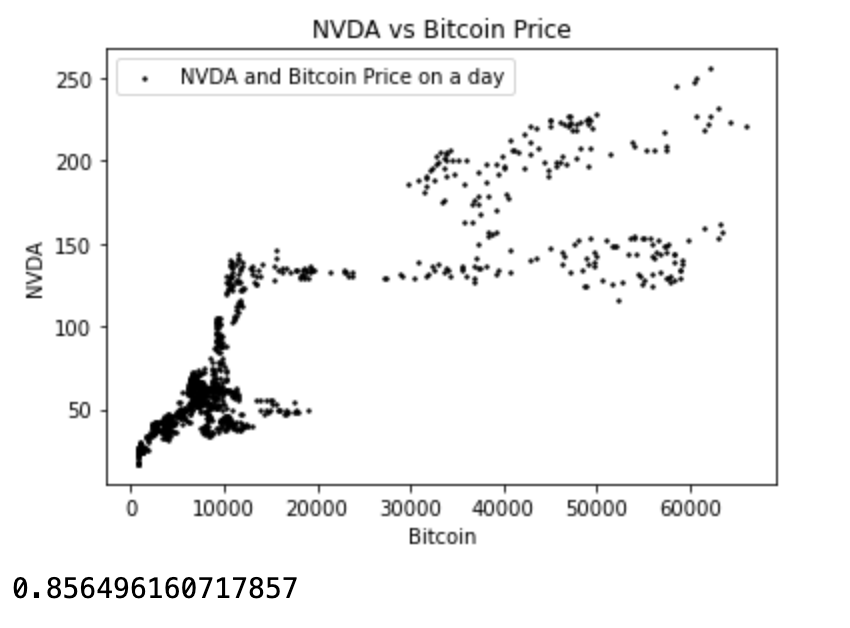 NVDA vs Bitcoin Price
NVDA and Bitcoin Price on a day
250
200
150
100
50
NVDA
0 10000 20000 30000 40000 50000 60000
Bitcoin
0.856496160717857